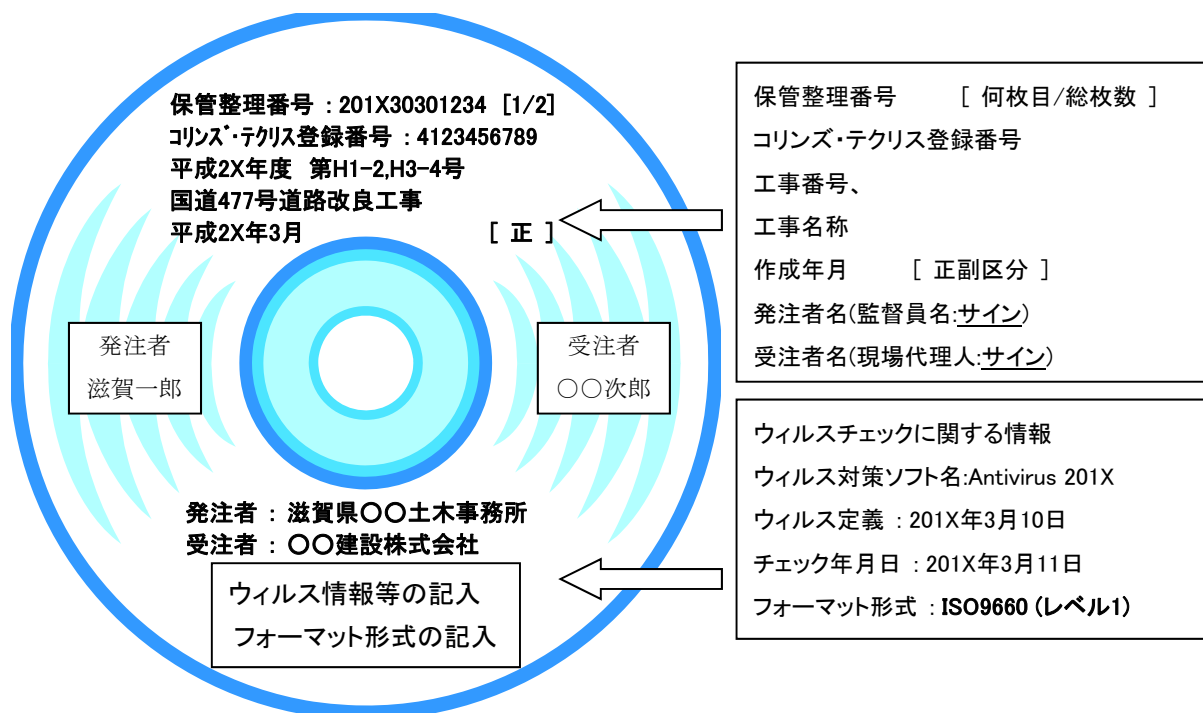 保管整理番号 : 201X30301234 [1/2]
コリンズ・テクリス登録番号 : 4123456789
平成2X年度 第H1-2,H3-4号
国道477号道路改良工事
平成2X年3月 [ 正 ]
発注者
滋賀一郎
受注者
〇〇次郎
発注者 : 滋賀県〇〇土木事務所
受注者 : 〇〇建設株式会社
ウィルス情報等の記入
フォーマット形式の記入
保管整理番号 [ 何枚目/総枚数 ]
コリンズ・テクリス登録番号
工事番号、
工事名称
作成年月 [ 正副区分 ]
発注者名(監督員名:サイン)
受注者名(現場代理人:サイン)
ウィルスチェックに関する情報
ウィルス対策ソフト名:Antivirus 201X
ウィルス定義 : 201X年3月10日
チェック年月日 : 201X年3月11日
フォーマット形式 : ISO9660 (レベル1)